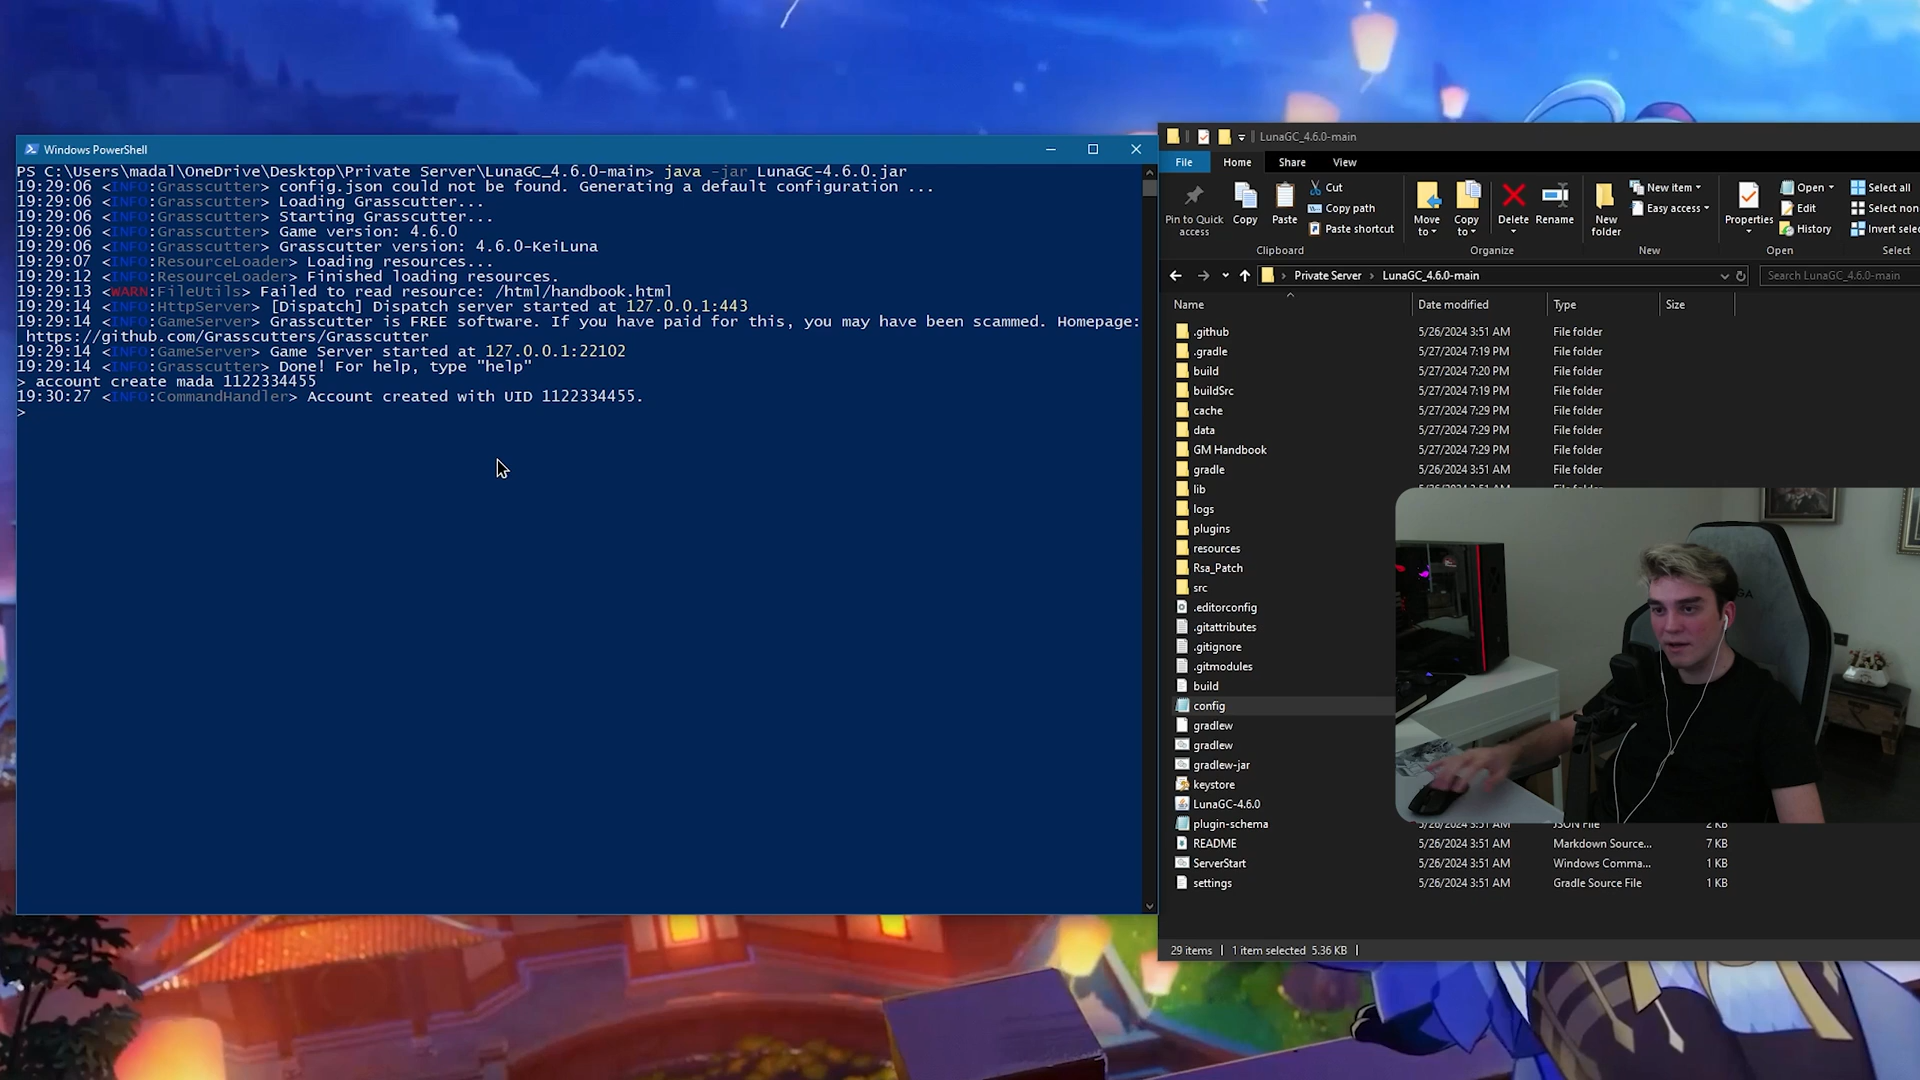 Windows PowerShell
PS C:\Users\madal\OneDrive\Desktop\Private Server\LunaGC_4.6.0-main> java -jar LunaGC-4.6.0.jar
19:29:06 <INFO:Grasscutter> config.json could not be found. Generating a default configuration ...
19:29:06 <INFO:Grasscutter> Loading Grasscutter...
19:29:06 <INFO:Grasscutter> Starting Grasscutter...
19:29:06 <INFO:Grasscutter> Game version: 4.6.0
19:29:06 <INFO:Grasscutter> Grasscutter version: 4.6.0-KeiLuna
19:29:07 <INFO:ResourceLoader> Loading resources...
19:29:12 <INFO:ResourceLoader> Finished loading resources.
19:29:13 <WARN:FileUtils> Failed to read resource: /html/handbook.html
19:29:14 <INFO:HttpServer> [Dispatch] Dispatch server started at 127.0.0.1:443
19:29:14 <INFO:GameServer> Grasscutter is FREE software. If you have paid for this, you may have been scammed. Homepage:
https://github.com/Grasscutters/Grasscutter
19:29:14 <INFO:GameServer> Game Server started at 127.0.0.1:22102
19:29:14 <INFO:Grasscutter> Done! For help, type "help"
> account create mada 1122334455
19:30:27 <INFO:CommandHandler> Account created with UID 1122334455.
>
LunaGC_4.6.0-main
File Home Share View
Pin to Quick access
Copy
Paste
Cut
Copy path
Paste shortcut
Clipboard
Move to
Copy to
Delete
Rename
Organize
New folder
New item
Easy access
New
Properties
Open
Edit
History
Open
Select all
Select non
Invert selec
Select
Private Server > LunaGC_4.6.0-main
Search LunaGC_4.6.0-main
Name Date modified Type Size
.github 5/26/2024 3:51 AM File folder
.gradle 5/27/2024 7:19 PM File folder
build 5/27/2024 7:20 PM File folder
buildSrc 5/27/2024 7:19 PM File folder
cache 5/27/2024 7:29 PM File folder
data 5/27/2024 7:29 PM File folder
GM Handbook 5/27/2024 7:29 PM File folder
gradle 5/26/2024 3:51 AM File folder
lib
logs
plugins
resources
Rsa_Patch
src
.editorconfig
.gitattributes
.gitignore
.gitmodules
build
config
gradlew
gradlew
gradlew-jar
keystore
LunaGC-4.6.0
plugin-schema 5/26/2024 3:51 AM JSON File 2 KB
README 5/26/2024 3:51 AM Markdown Source... 7 KB
ServerStart 5/26/2024 3:51 AM Windows Comma... 1 KB
settings 5/26/2024 3:51 AM Gradle Source File 1 KB
29 items 1 item selected 5.36 KB